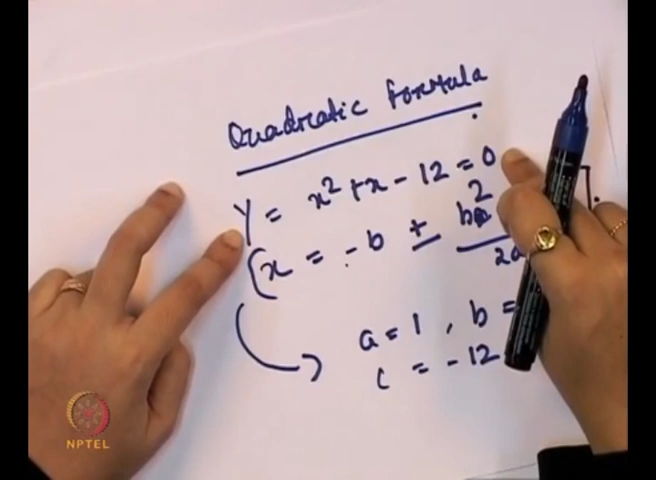 Quadratic Formula
Y = x² + x - 12 = 0
x = -b ± b²
2a
a = 1 , b =
c = -12
NPTEL